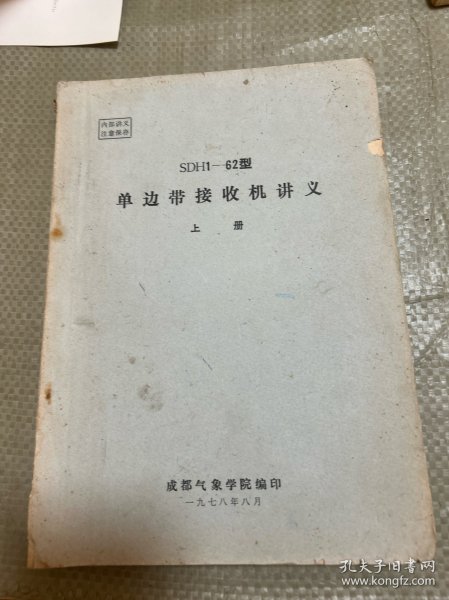 内部讲义
注意保存
SDH1—62型
单边带接收机讲义
上册
成都气象学院编印
一九七八年八月
孔夫子旧书网
www.kongfz.com